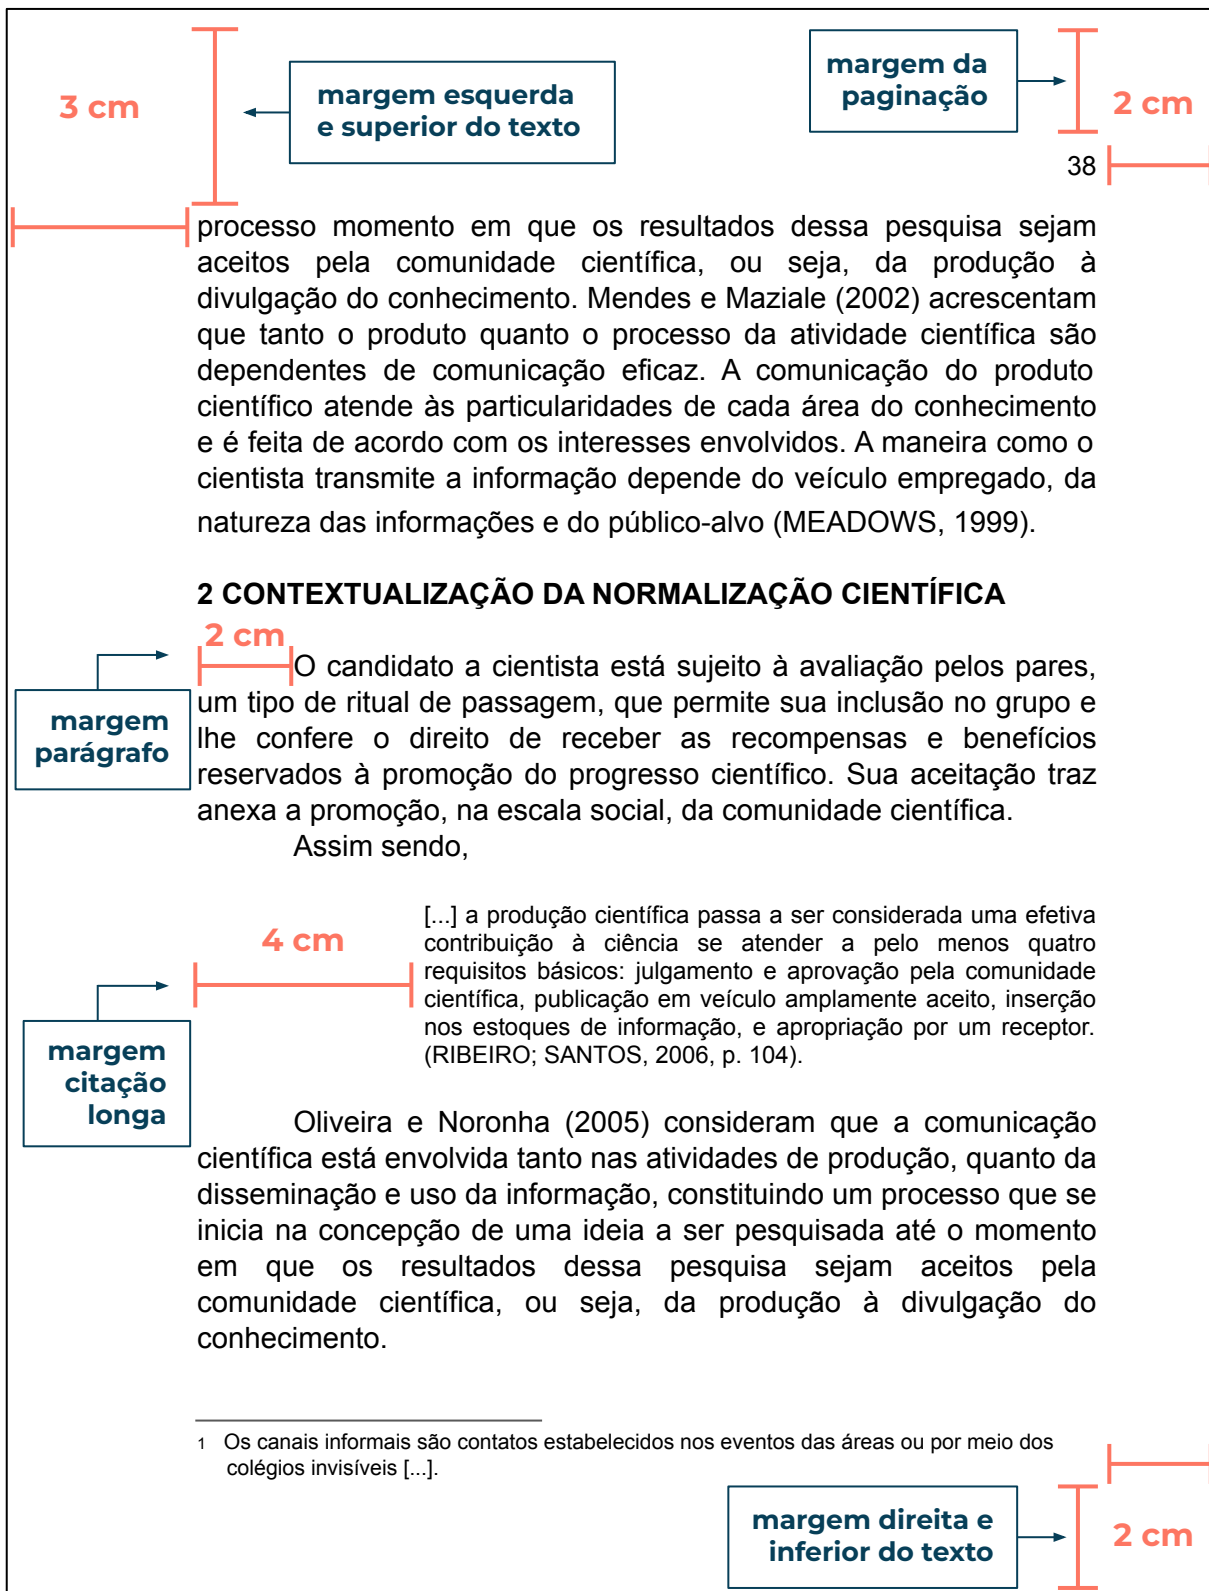 3 cm
margem esquerda
e superior do texto
margem da
paginação
2 cm
38
processo momento em que os resultados dessa pesquisa sejam
aceitos pela comunidade científica, ou seja, da produção à
divulgação do conhecimento. Mendes e Maziale (2002) acrescentam
que tanto o produto quanto o processo da atividade científica são
dependentes de comunicação eficaz. A comunicação do produto
científico atende às particularidades de cada área do conhecimento
e é feita de acordo com os interesses envolvidos. A maneira como o
cientista transmite a informação depende do veículo empregado, da
natureza das informações e do público-alvo (MEADOWS, 1999).
2 CONTEXTUALIZAÇÃO DA NORMALIZAÇÃO CIENTÍFICA
2 cm
margem
parágrafo
O candidato a cientista está sujeito à avaliação pelos pares,
um tipo de ritual de passagem, que permite sua inclusão no grupo e
lhe confere o direito de receber as recompensas e benefícios
reservados à promoção do progresso científico. Sua aceitação traz
anexa a promoção, na escala social, da comunidade científica.
Assim sendo,
4 cm
margem
citação
longa
[...] a produção científica passa a ser considerada uma efetiva
contribuição à ciência se atender a pelo menos quatro
requisitos básicos: julgamento e aprovação pela comunidade
científica, publicação em veículo amplamente aceito, inserção
nos estoques de informação, e apropriação por um receptor.
(RIBEIRO; SANTOS, 2006, p. 104).
Oliveira e Noronha (2005) consideram que a comunicação
científica está envolvida tanto nas atividades de produção, quanto da
disseminação e uso da informação, constituindo um processo que se
inicia na concepção de uma ideia a ser pesquisada até o momento
em que os resultados dessa pesquisa sejam aceitos pela
comunidade científica, ou seja, da produção à divulgação do
conhecimento.
1 Os canais informais são contatos estabelecidos nos eventos das áreas ou por meio dos
colégios invisíveis [...].
margem direita e
inferior do texto
2 cm